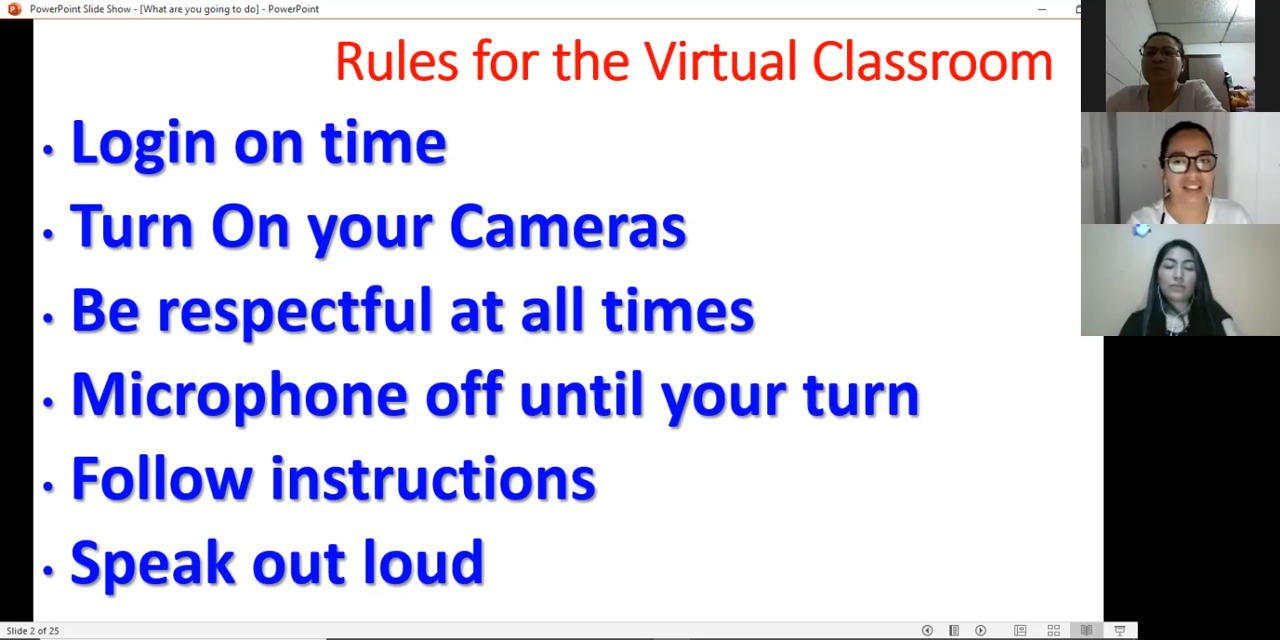 PowerPoint Slide Show - [What are you going to do] - PowerPoint
Rules for the Virtual Classroom
• Login on time
• Turn On your Cameras
• Be respectful at all times
• Microphone off until your turn
• Follow instructions
• Speak out loud
Slide 2 of 25